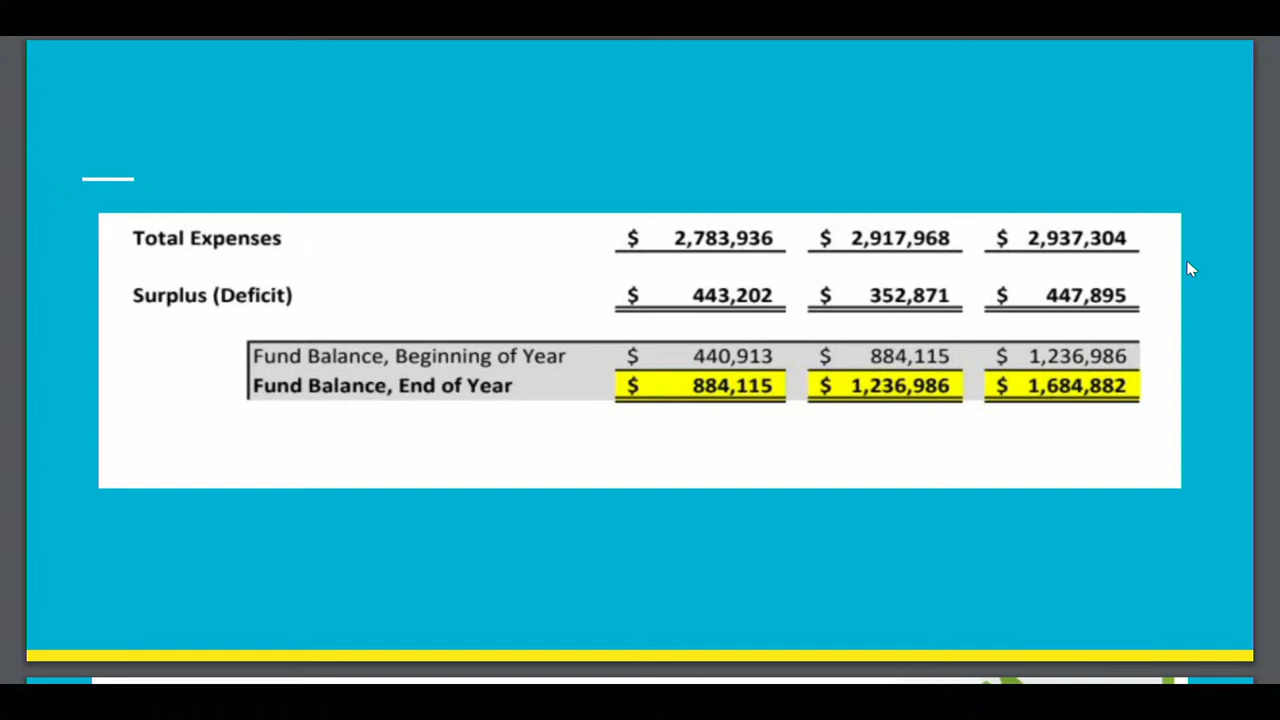 Total Expenses $ 2,783,936 $ 2,917,968 $ 2,937,304
Surplus (Deficit) $ 443,202 $ 352,871 $ 447,895
Fund Balance, Beginning of Year $ 440,913 $ 884,115 $ 1,236,986
Fund Balance, End of Year $ 884,115 $ 1,236,986 $ 1,684,882